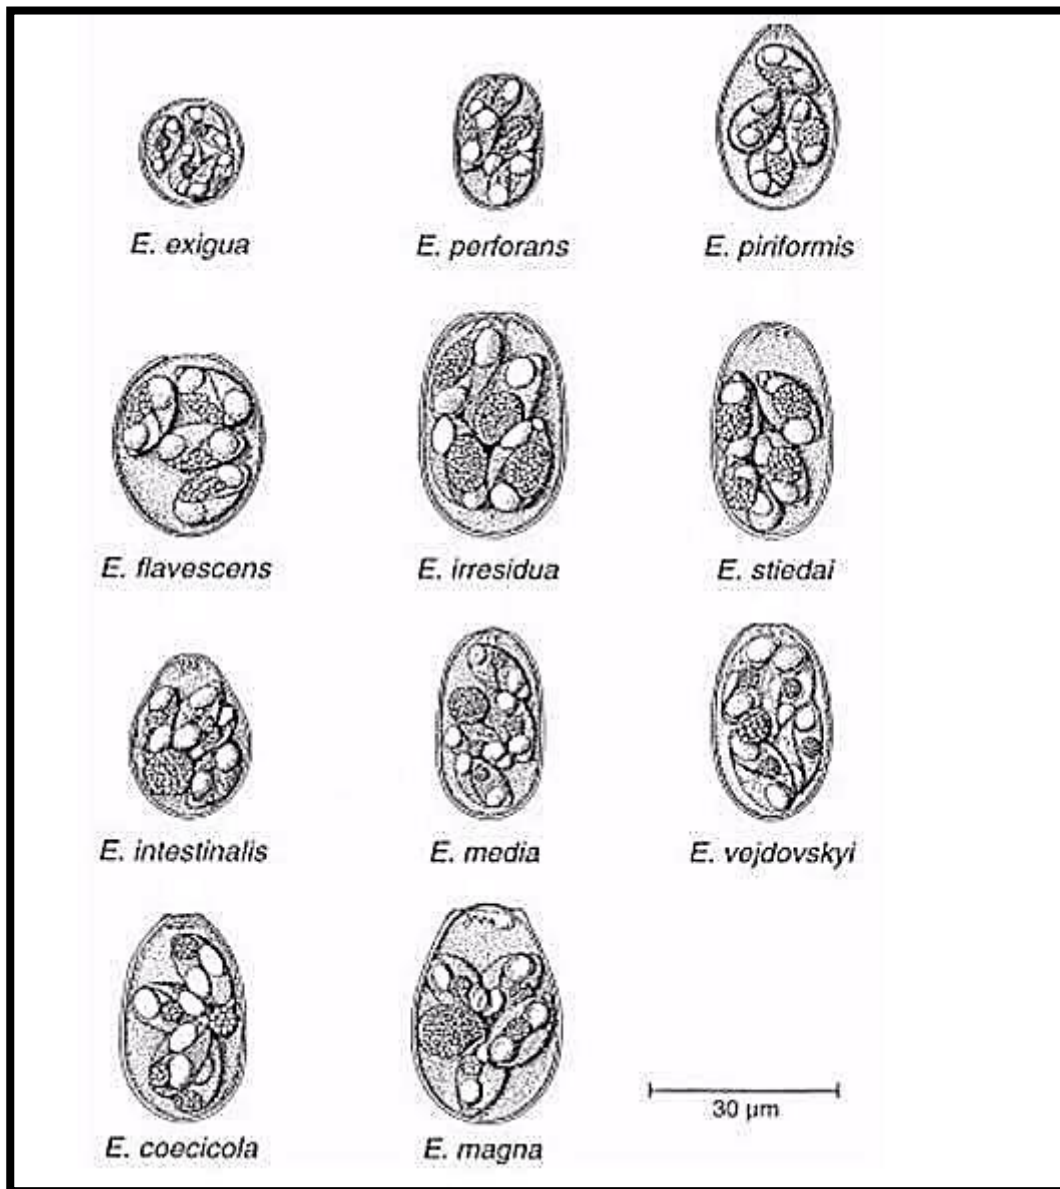 E. exigua
E. perforans
E. piriformis
E. flavescens
E. irresidua
E. stiedai
E. intestinalis
E. media
E. vejdovskyi
E. coecicola
E. magna
30 µm